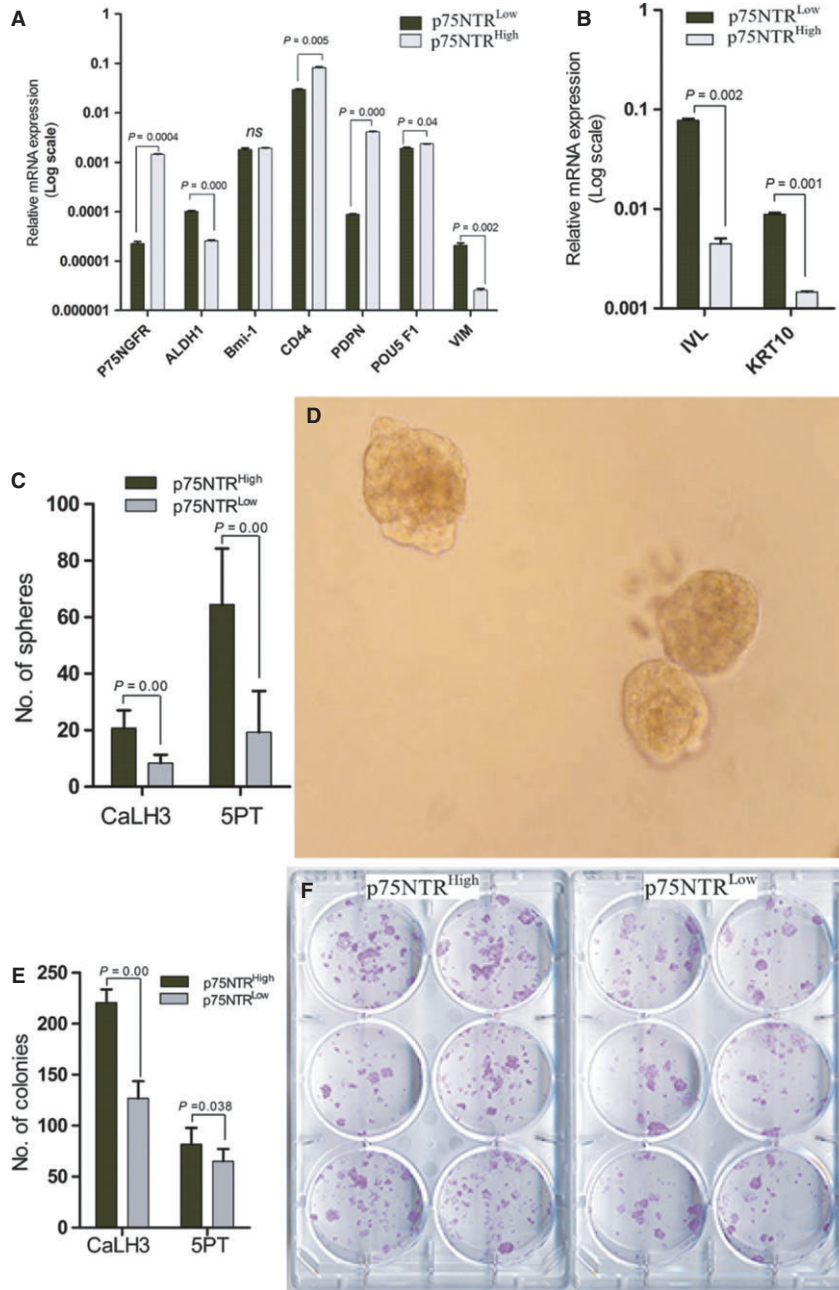 A
p75NTR^Low
p75NTR^High
Relative mRNA expression
(Log scale)
1
0.1
0.01
0.001
0.0001
0.00001
0.000001
P = 0.0004
P = 0.000
ns
P = 0.005
P = 0.000
P = 0.04
P = 0.002
P75NGFR
ALDH1
Bmi-1
CD44
PDPN
POU5 F1
VIM
B
p75NTR^Low
p75NTR^High
Relative mRNA expression
(Log scale)
1
0.1
0.01
0.001
P = 0.002
P = 0.001
IVL
KRT10
C
p75NTR^High
p75NTR^Low
No. of spheres
100
80
60
40
20
0
P = 0.00
P = 0.00
CaLH3
5PT
D
E
p75NTR^High
p75NTR^Low
No. of colonies
250
200
150
100
50
0
P = 0.00
P =0.038
CaLH3
5PT
F
p75NTR^High
p75NTR^Low